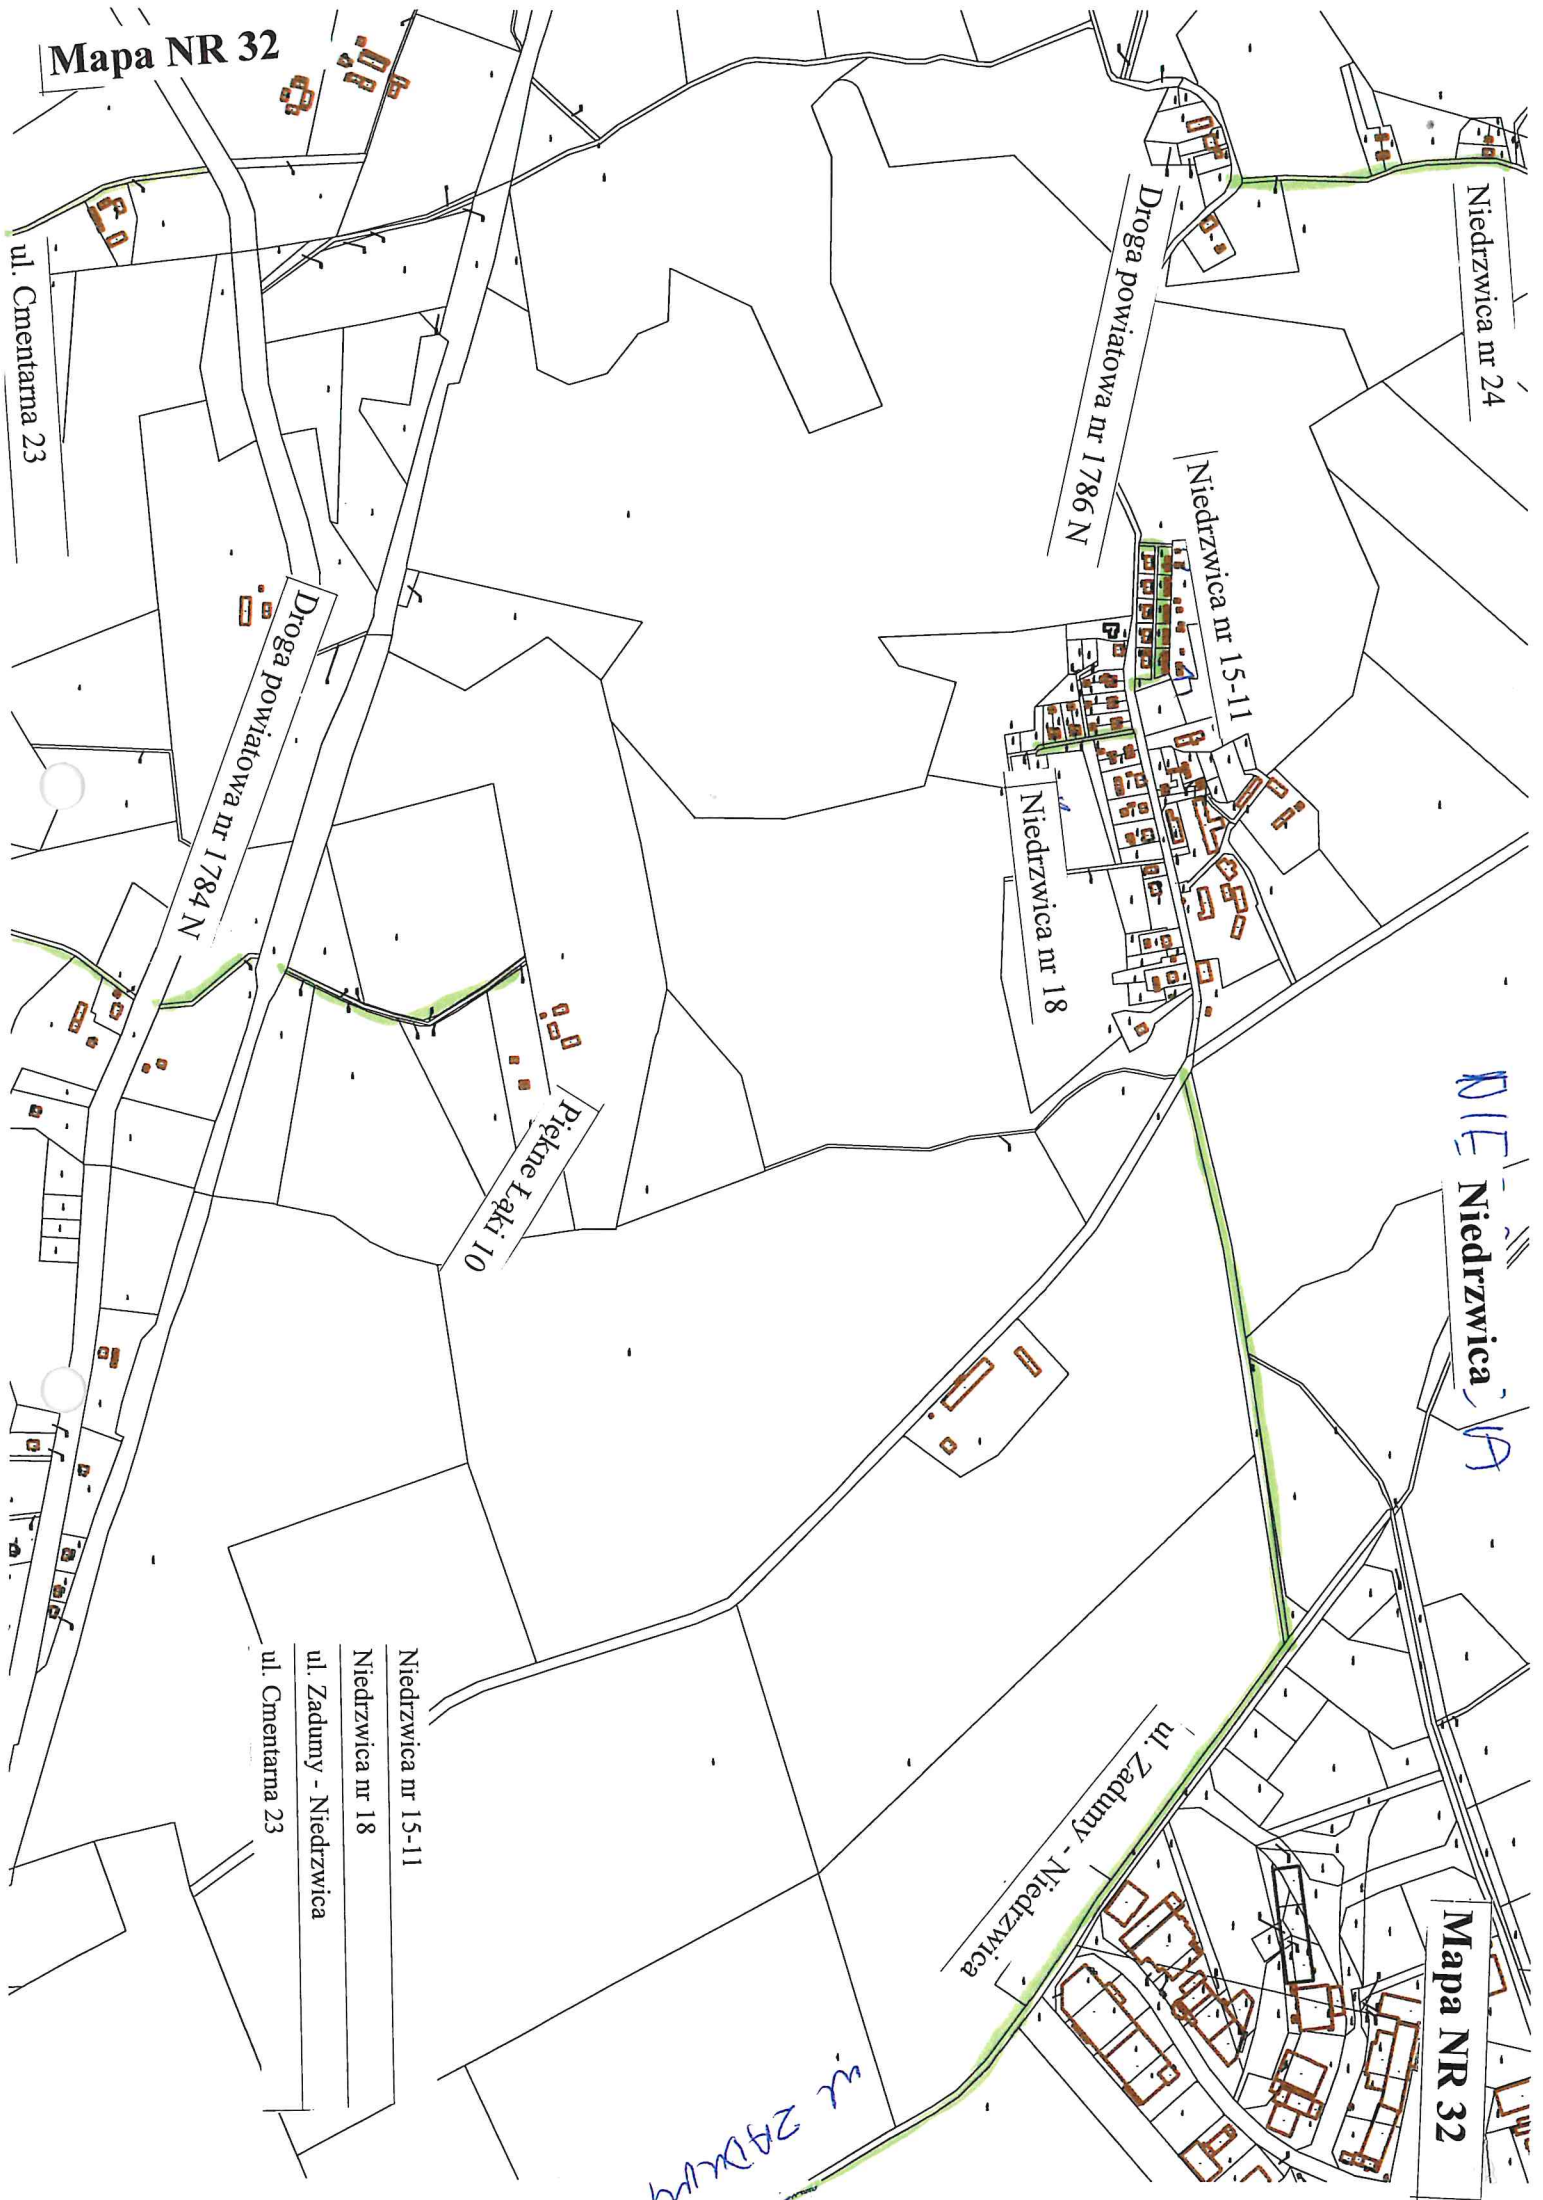 Mapa NR 32
Niedrzwica nr 24
Droga powiatowa nr 1786 N
Niedrzwica nr 15-11
Niedrzwica nr 18
Niedrzwica
Mapa NR 32
ul. Zadumy - Niedrzwica
ul. Cmentarna 23
Droga powiatowa nr 1784 N
Piękne Łąki 10
Niedrzwica nr 15-11
Niedrzwica nr 18
ul. Zadumy - Niedrzwica
ul. Cmentarna 23
ul ZADUMY